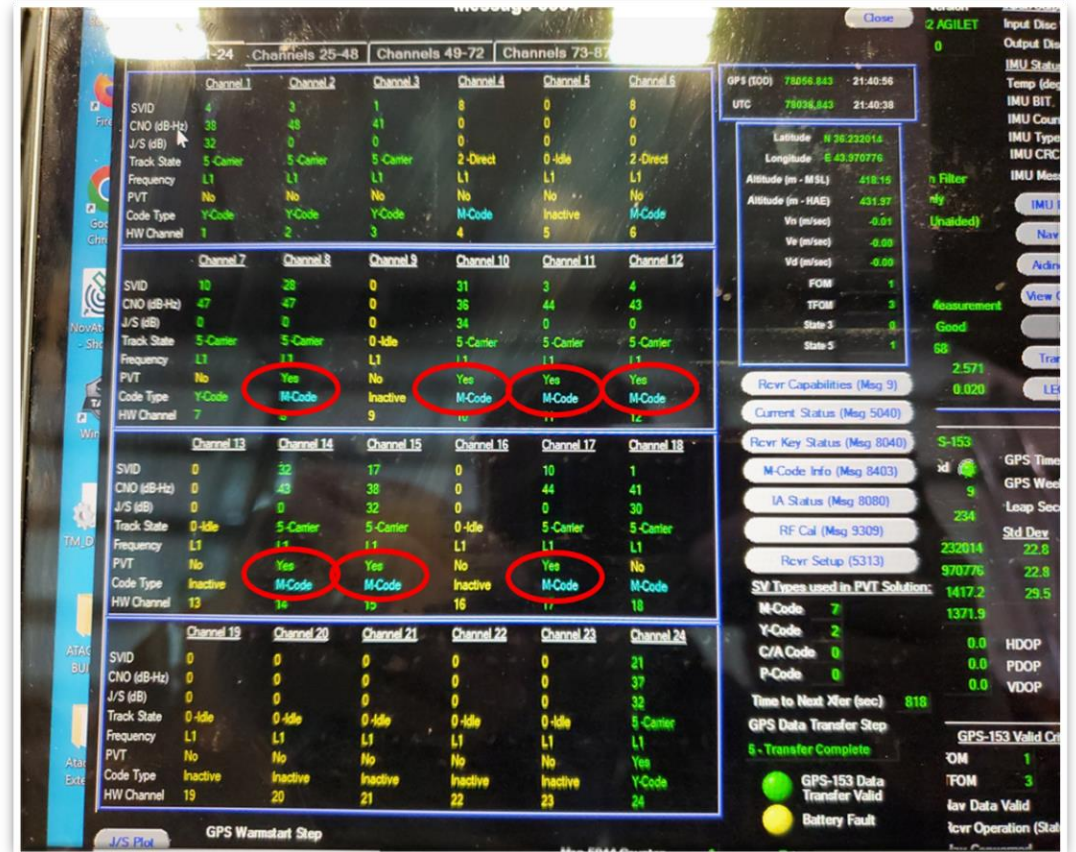 Close
-24 Channels 25-48 Channels 49-72 Channels 73-87
Channel 1 Channel 2 Channel 3 Channel 4 Channel 5 Channel 6
SVID 4 3 1 8 0 8
CNO (dB-Hz) 38 48 41 0 0 0
J/S (dB) 32 0 0 0 0 0
Track State 5-Carrier 5-Carrier 5-Carrier 2-Direct 0-Idle 2-Direct
Frequency L1 L1 L1 L1 L1 L1
PVT No No No No No No
Code Type Y-Code Y-Code Y-Code M-Code Inactive M-Code
HW Channel 1 2 3 4 5 6
Channel 7 Channel 8 Channel 9 Channel 10 Channel 11 Channel 12
SVID 10 28 0 31 3 4
CNO (dB-Hz) 47 47 0 36 44 43
J/S (dB) 0 0 0 34 0 0
Track State 5-Carrier 5-Carrier 0-Idle 5-Carrier 5-Carrier 5-Carrier
Frequency L1 L1 L1 L1 L1 L1
PVT No Yes No Yes Yes Yes
Code Type Y-Code M-Code Inactive M-Code M-Code M-Code
HW Channel 7 8 9 10 11 12
Channel 13 Channel 14 Channel 15 Channel 16 Channel 17 Channel 18
SVID 0 32 17 0 10 1
CNO (dB-Hz) 0 43 38 0 44 41
J/S (dB) 0 0 32 0 0 30
Track State 0-Idle 5-Carrier 5-Carrier 0-Idle 5-Carrier 5-Carrier
Frequency L1 L1 L1 L1 L1 L1
PVT No Yes Yes No Yes No
Code Type Inactive M-Code M-Code Inactive M-Code M-Code
HW Channel 13 14 15 16 17 18
Channel 19 Channel 20 Channel 21 Channel 22 Channel 23 Channel 24
SVID 0 0 0 0 0 21
CNO (dB-Hz) 0 0 0 0 0 37
J/S (dB) 0 0 0 0 0 32
Track State 0-Idle 0-Idle 0-Idle 0-Idle 0-Idle 5-Carrier
Frequency L1 L1 L1 L1 L1 L1
PVT No No No No No Yes
Code Type Inactive Inactive Inactive Inactive Inactive Y-Code
HW Channel 19 20 21 22 23 24
J/S Plot GPS Warmstart Step
GPS (TOD) 78056.843 21:40:56
UTC 78038.843 21:40:38
Latitude N 36.232014
Longitude E 43.970776
Altitude (m - MSL) 418.15
Altitude (m - HAE) 431.97
Vn (m/sec) -0.01
Ve (m/sec) -0.00
Vd (m/sec) -0.00
FOM 1
TFOM 3
State 3 0
State 5 1
Rcvr Capabilities (Msg 9)
Current Status (Msg 5040)
Rcvr Key Status (Msg 8040)
M-Code Info (Msg 8403)
IA Status (Msg 8080)
RF Cal (Msg 9309)
Rcvr Setup (5313)
SV Types used in PVT Solution:
M-Code 7
Y-Code 2
C/A Code 0
P-Code 0
Time to Next Xfer (sec) 818
GPS Data Transfer Step
5 - Transfer Complete
GPS-153 Data
Transfer Valid
Battery Fault
2 AGILET
0
Input Disc
Output Dis
IMU Status
Temp (deg
IMU BIT
IMU Coun
IMU Type
IMU CRC
IMU Mess
n Filter
Unaided)
Nav
Aidin
View
Measurement
Good
68
2.571
0.020
S-153
9
234
GPS Time
GPS Week
Leap Sec
Std Dev
232014 22.8
970776 22.8
1417.2 29.5
1371.9
0.0 HDOP
0.0 PDOP
0.0 VDOP
GPS-153 Valid Cri
FOM 1
TFOM 3
Nav Data Valid
Rcvr Operation (Stat